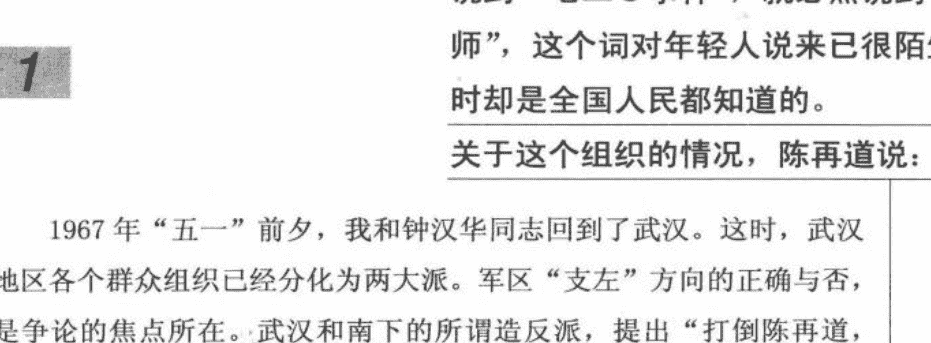 师”，这个词对年轻人说来已很陌
1
时却是全国人民都知道的。
关于这个组织的情况，陈再道说：
1967 年“五一”前夕，我和钟汉华同志回到了武汉。这时，武汉
地区各个群众组织已经分化为两大派。军区“支左”方向的正确与否，
是争论的焦点所在。武汉和南下的所谓造反派，提出“打倒陈再道，